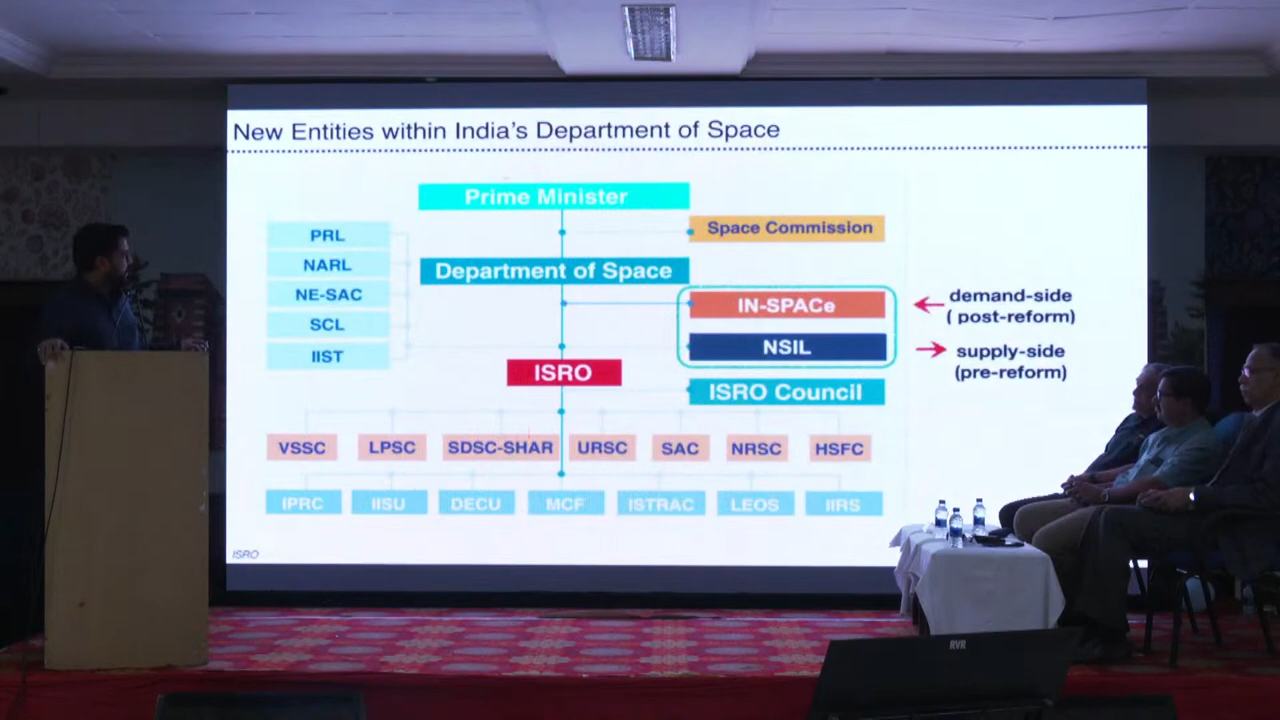 New Entities within India's Department of Space
Prime Minister
Space Commission
PRL
NARL
NE-SAC
SCL
IIST
Department of Space
IN-SPACe
NSIL
demand-side
( post-reform)
supply-side
(pre-reform)
ISRO
ISRO Council
VSSC LPSC SDSC-SHAR URSC SAC NRSC HSFC
IPRC IISU DECU MCF ISTRAC LEOS IIRS
ISRO
RVR